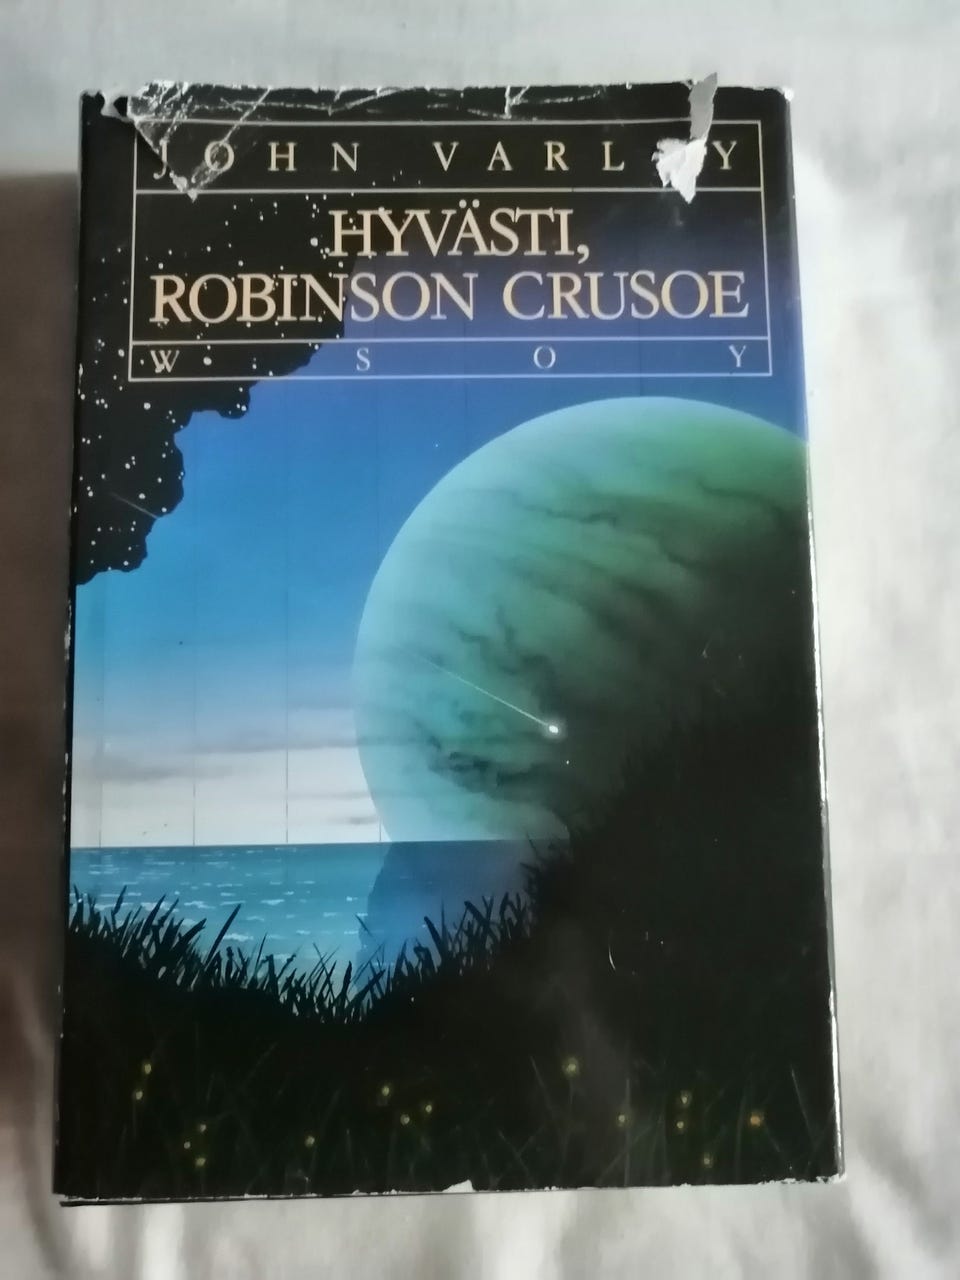 JOHN VARLEY
HYVÄSTI,
ROBINSON CRUSOE
WSOY